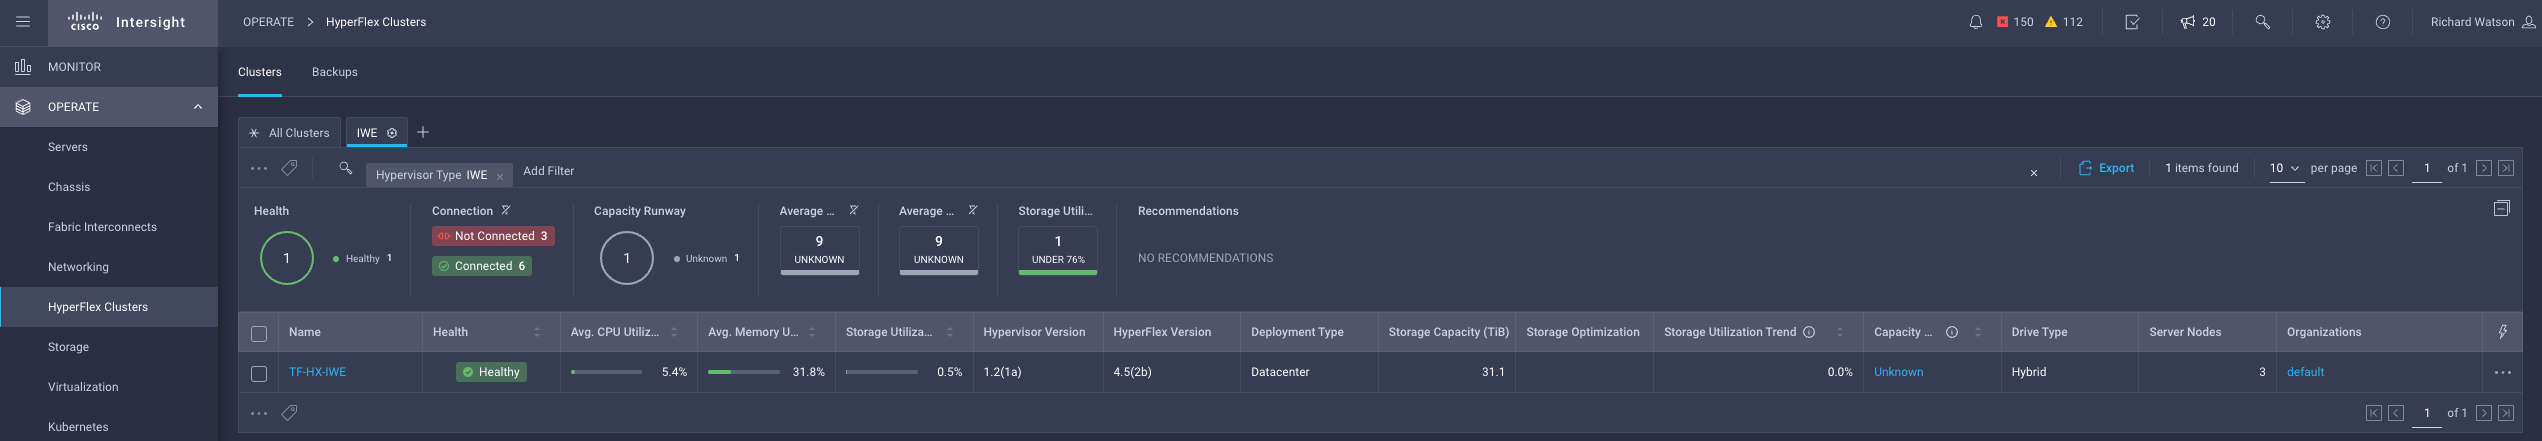 CISCO Intersight
OPERATE > HyperFlex Clusters
150 112 20 Richard Watson
MONITOR
OPERATE
Servers
Chassis
Fabric Interconnects
Networking
HyperFlex Clusters
Storage
Virtualization
Kubernetes
Clusters Backups
All Clusters IWE +
Hypervisor Type IWE × Add Filter × Export 1 items found 10 per page 1 of 1
Health Connection Capacity Runway Average ... Average ... Storage Utili... Recommendations
Not Connected 3
Connected 6
1 Healthy 1
1 Unknown 1
9
UNKNOWN
9
UNKNOWN
1
UNDER 76%
NO RECOMMENDATIONS
Name Health Avg. CPU Utiliz... Avg. Memory U... Storage Utiliza... Hypervisor Version HyperFlex Version Deployment Type Storage Capacity (TiB) Storage Optimization Storage Utilization Trend Capacity ... Drive Type Server Nodes Organizations
TF-HX-IWE Healthy 5.4% 31.8% 0.5% 1.2(1a) 4.5(2b) Datacenter 31.1 0.0% Unknown Hybrid 3 default ...
... 1 of 1